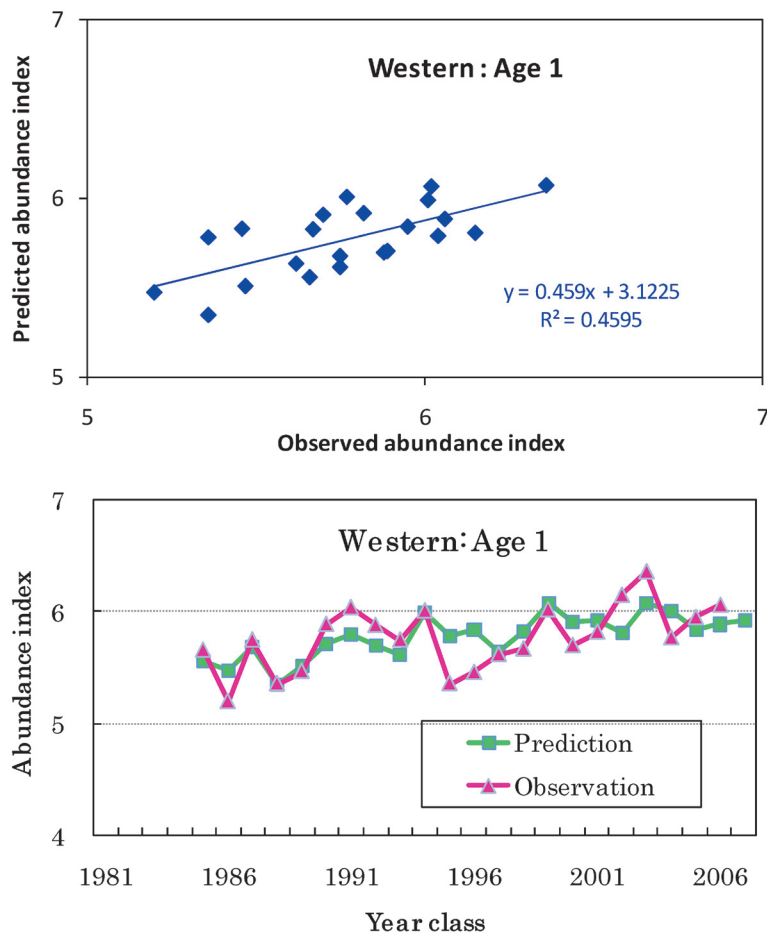 7
Western : Age 1
Predicted abundance index
6
y = 0.459x + 3.1225
R² = 0.4595
5
5 6 7
Observed abundance index
7
Western: Age 1
Abundance index
6
5
Prediction
Observation
4
1981 1986 1991 1996 2001 2006
Year class